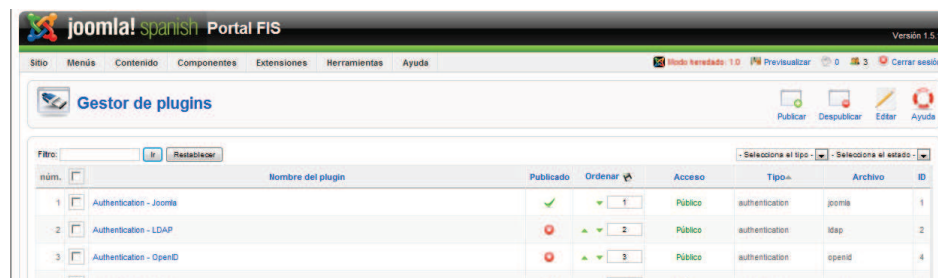 joomla! spanish Portal FIS
Versión 1.5.
Sitio Menús Contenido Componentes Extensiones Herramientas Ayuda Modo heredado: 1.0 Previsualizar 0 3 Cerrar sesió
Gestor de plugins
Publicar Despublicar Editar Ayuda
Filtro: Ir Restablecer - Selecciona el tipo - - Selecciona el estado -
núm. Nombre del plugin Publicado Ordenar Acceso Tipo Archivo ID
1 Authentication - Joomla 1 Público authentication joomla 1
2 Authentication - LDAP 2 Público authentication ldap 2
3 Authentication - OpenID 3 Público authentication openid 4